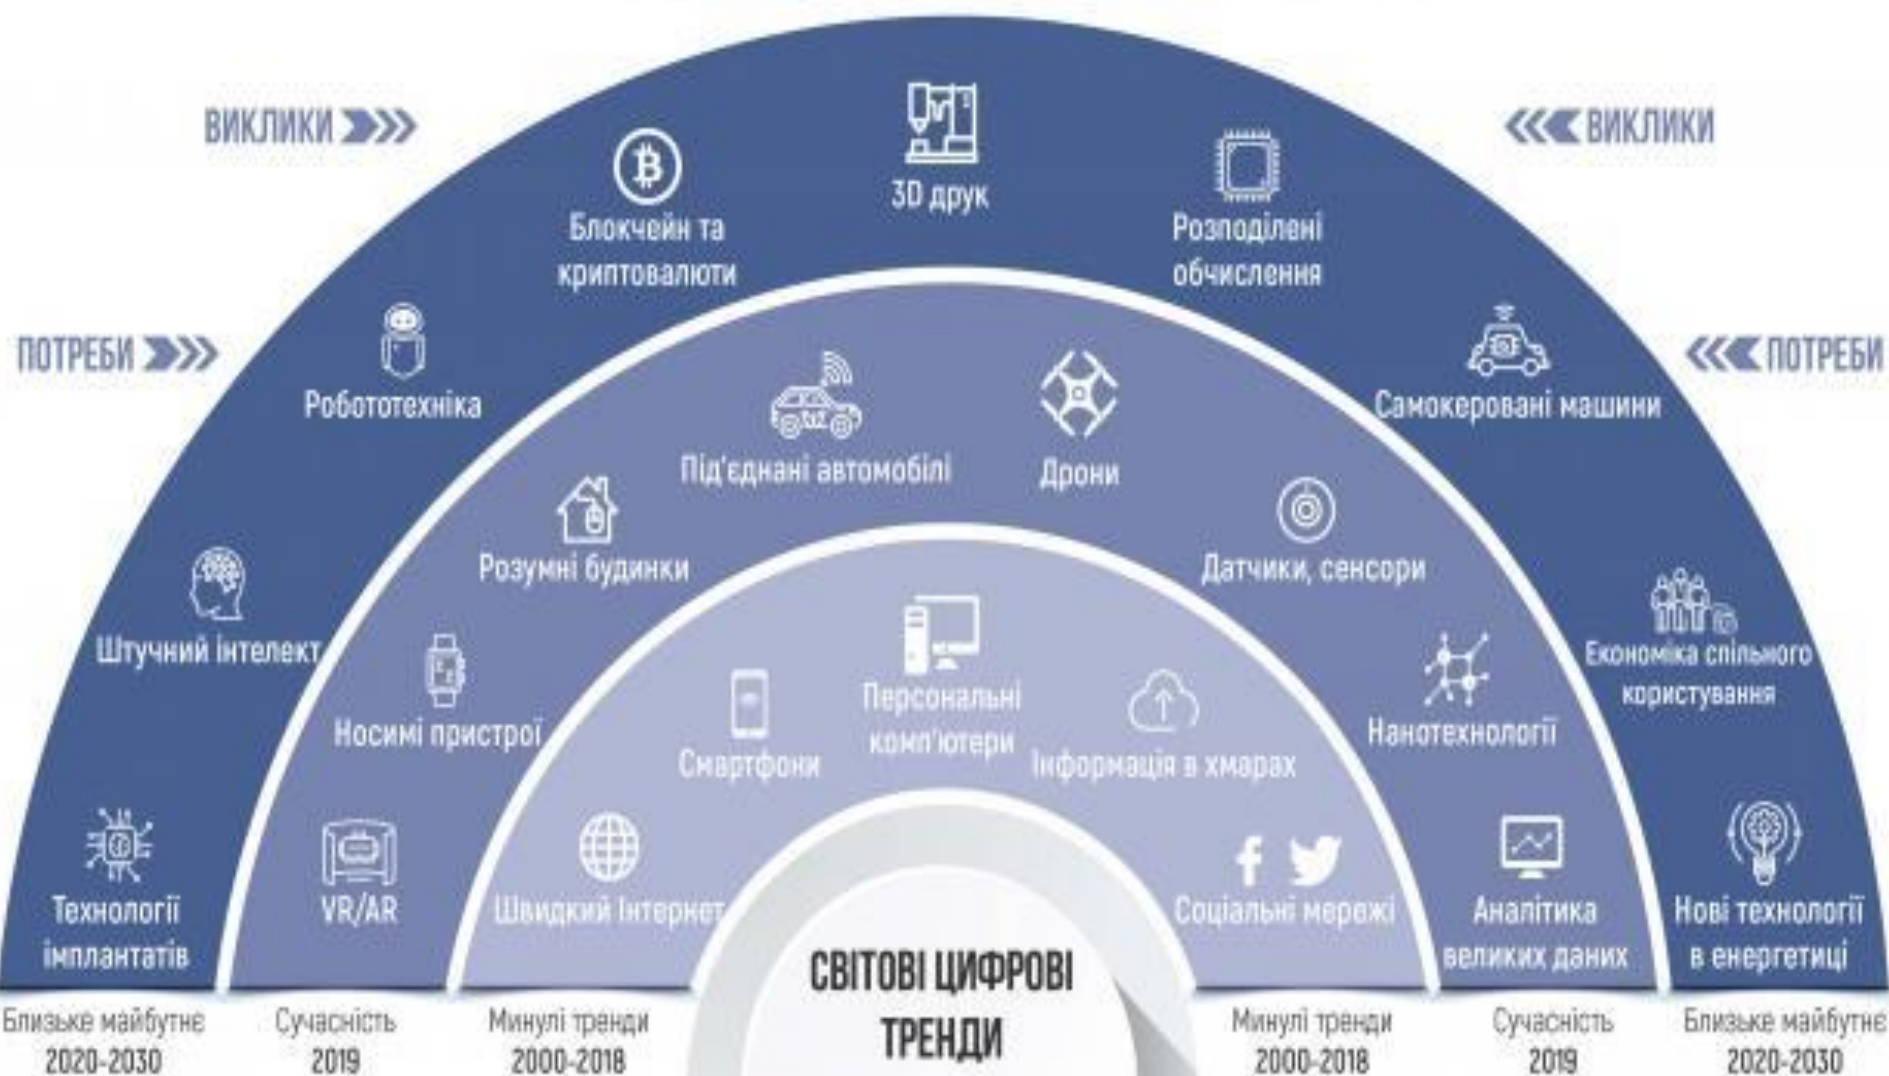 ВИКЛИКИ
ВИКЛИКИ
ПОТРЕБИ
ПОТРЕБИ
3D друк
Блокчейн та
криптовалюти
Розподілені
обчислення
Робототехніка
Самокеровані машини
Штучний інтелект
Економіка спільного
користування
Технології
імплантатів
Нові технології
в енергетиці
Під'єднані автомобілі
Дрони
Розумні будинки
Датчики, сенсори
Носимі пристрої
Нанотехнології
VR/AR
Аналітика
великих даних
Персональні
комп'ютери
Смартфони
Інформація в хмарах
Швидкий Інтернет
Соціальні мережі
СВІТОВІ ЦИФРОВІ
ТРЕНДИ
Близьке майбутнє
2020-2030
Сучасність
2019
Минулі тренди
2000-2018
Минулі тренди
2000-2018
Сучасність
2019
Близьке майбутнє
2020-2030